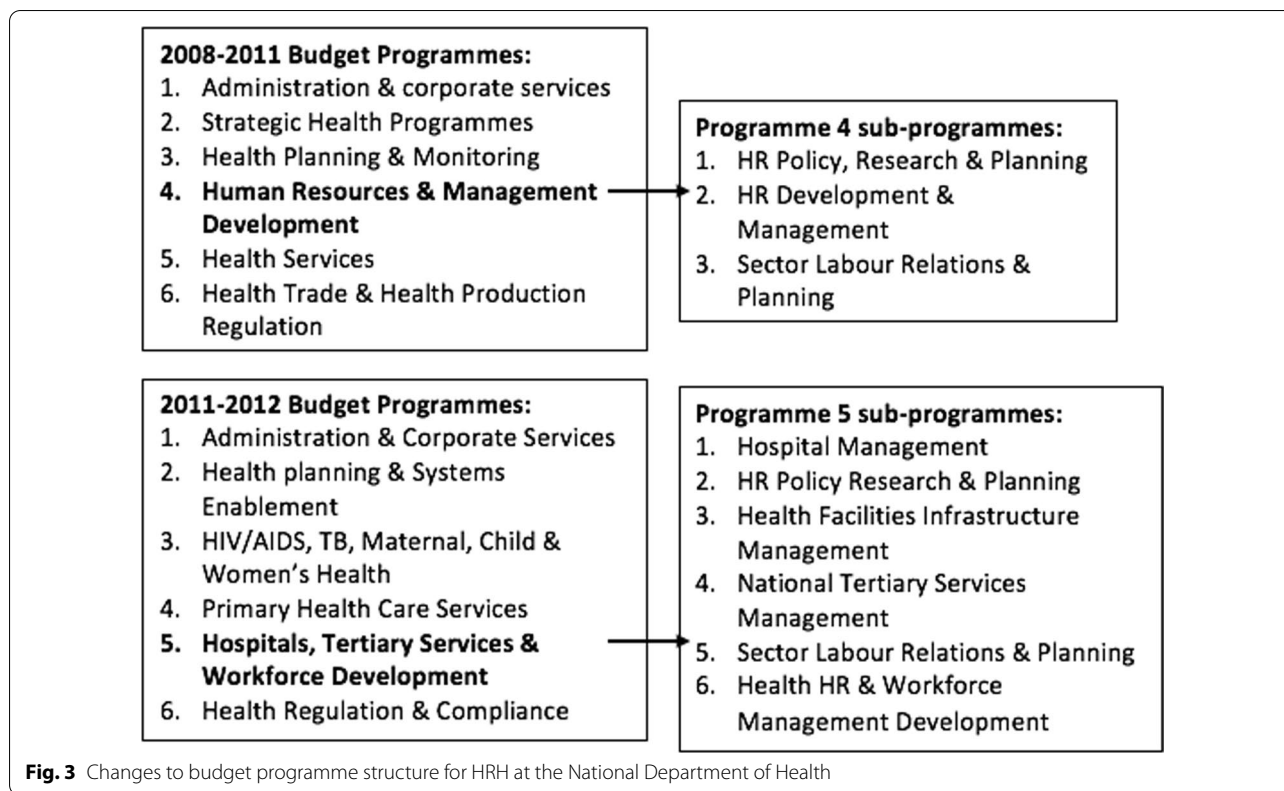 2008-2011 Budget Programmes:
1. Administration & corporate services
2. Strategic Health Programmes
3. Health Planning & Monitoring
4. Human Resources & Management
Development
5. Health Services
6. Health Trade & Health Production
Regulation
Programme 4 sub-programmes:
1. HR Policy, Research & Planning
2. HR Development &
Management
3. Sector Labour Relations &
Planning
2011-2012 Budget Programmes:
1. Administration & Corporate Services
2. Health planning & Systems
Enablement
3. HIV/AIDS, TB, Maternal, Child &
Women's Health
4. Primary Health Care Services
5. Hospitals, Tertiary Services &
Workforce Development
6. Health Regulation & Compliance
Programme 5 sub-programmes:
1. Hospital Management
2. HR Policy Research & Planning
3. Health Facilities Infrastructure
Management
4. National Tertiary Services
Management
5. Sector Labour Relations & Planning
6. Health HR & Workforce
Management Development
Fig. 3 Changes to budget programme structure for HRH at the National Department of Health